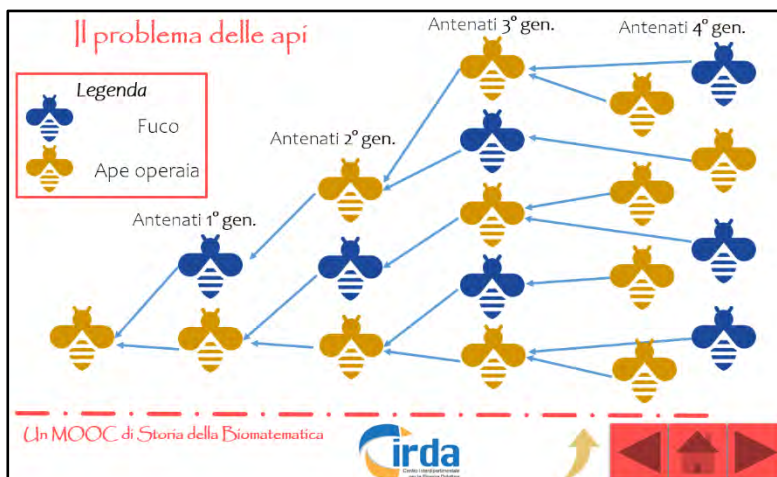 Il problema delle api
Legenda
Fuco
Ape operaia
Antenati 1° gen.
Antenati 2° gen.
Antenati 3° gen.
Antenati 4° gen.
Un MOOC di Storia della Biomatematica
Cirda